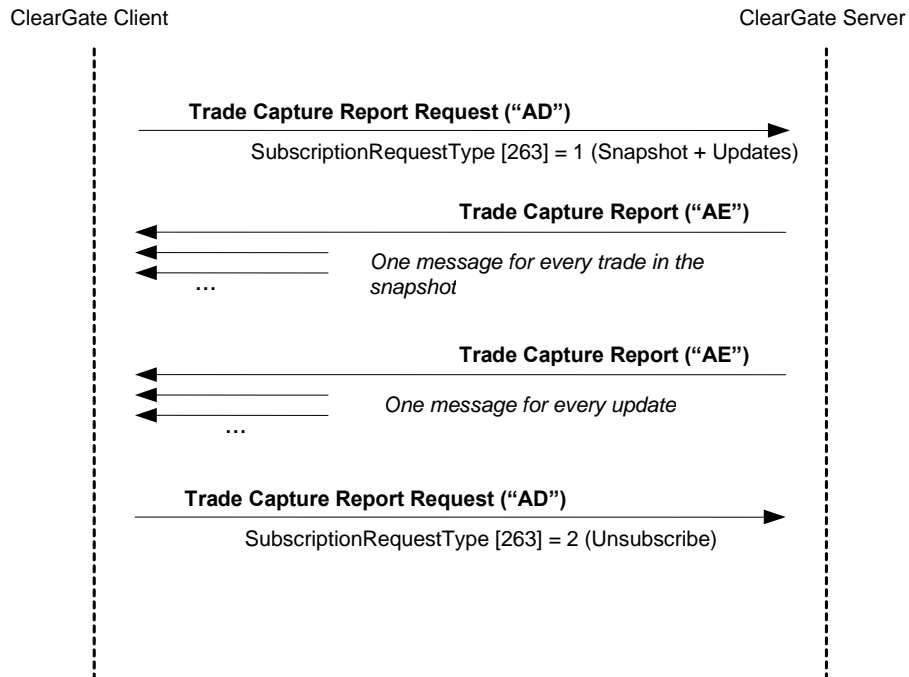 ClearGate Client
ClearGate Server
Trade Capture Report Request (“AD”)
SubscriptionRequestType [263] = 1 (Snapshot + Updates)
Trade Capture Report (“AE”)
One message for every trade in the
snapshot
...
Trade Capture Report (“AE”)
One message for every update
...
Trade Capture Report Request (“AD”)
SubscriptionRequestType [263] = 2 (Unsubscribe)